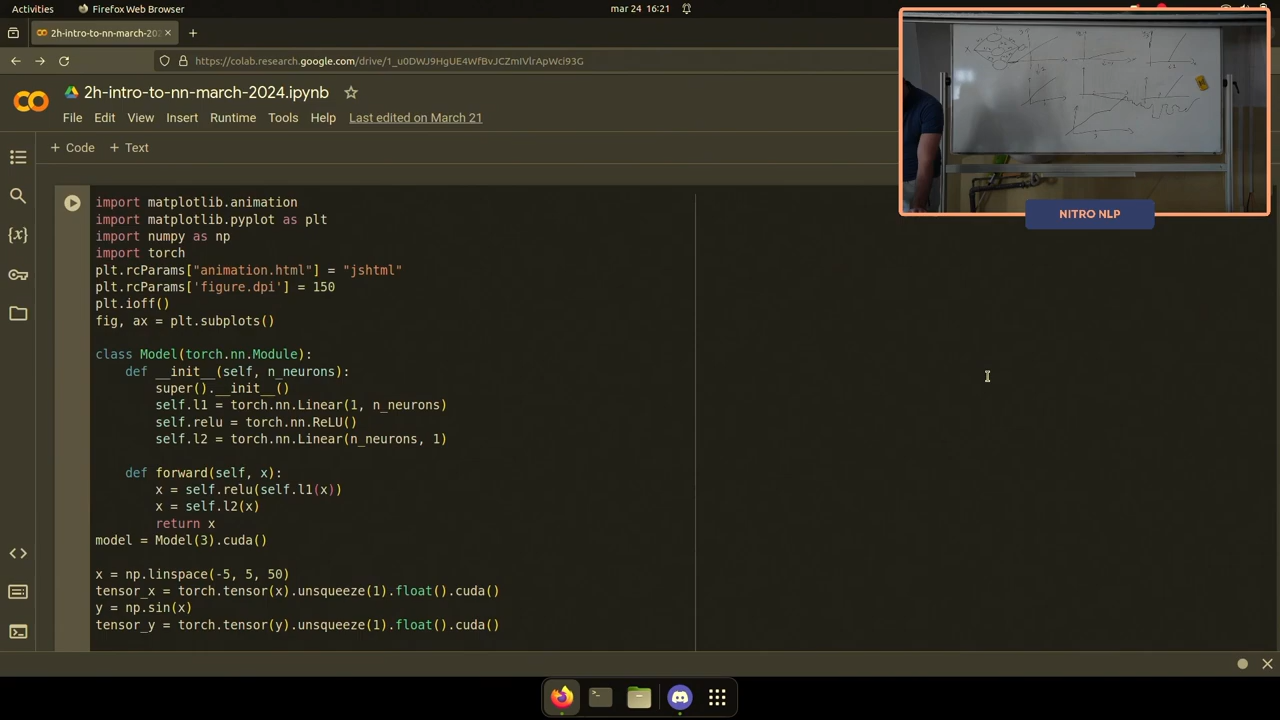 Activities
Firefox Web Browser
mar 24 16:21
2h-intro-to-nn-march-202
https://colab.research.google.com/drive/1_u0DWJ9HgUE4WfBvJCZmIVlrApWci93G
2h-intro-to-nn-march-2024.ipynb
File Edit View Insert Runtime Tools Help Last edited on March 21
+ Code + Text
NITRO NLP
import matplotlib.animation
import matplotlib.pyplot as plt
import numpy as np
import torch
plt.rcParams["animation.html"] = "jshtml"
plt.rcParams['figure.dpi'] = 150
plt.ioff()
fig, ax = plt.subplots()
class Model(torch.nn.Module):
def __init__(self, n_neurons):
super().__init__()
self.l1 = torch.nn.Linear(1, n_neurons)
self.relu = torch.nn.ReLU()
self.l2 = torch.nn.Linear(n_neurons, 1)
def forward(self, x):
x = self.relu(self.l1(x))
x = self.l2(x)
return x
model = Model(3).cuda()
x = np.linspace(-5, 5, 50)
tensor_x = torch.tensor(x).unsqueeze(1).float().cuda()
y = np.sin(x)
tensor_y = torch.tensor(y).unsqueeze(1).float().cuda()